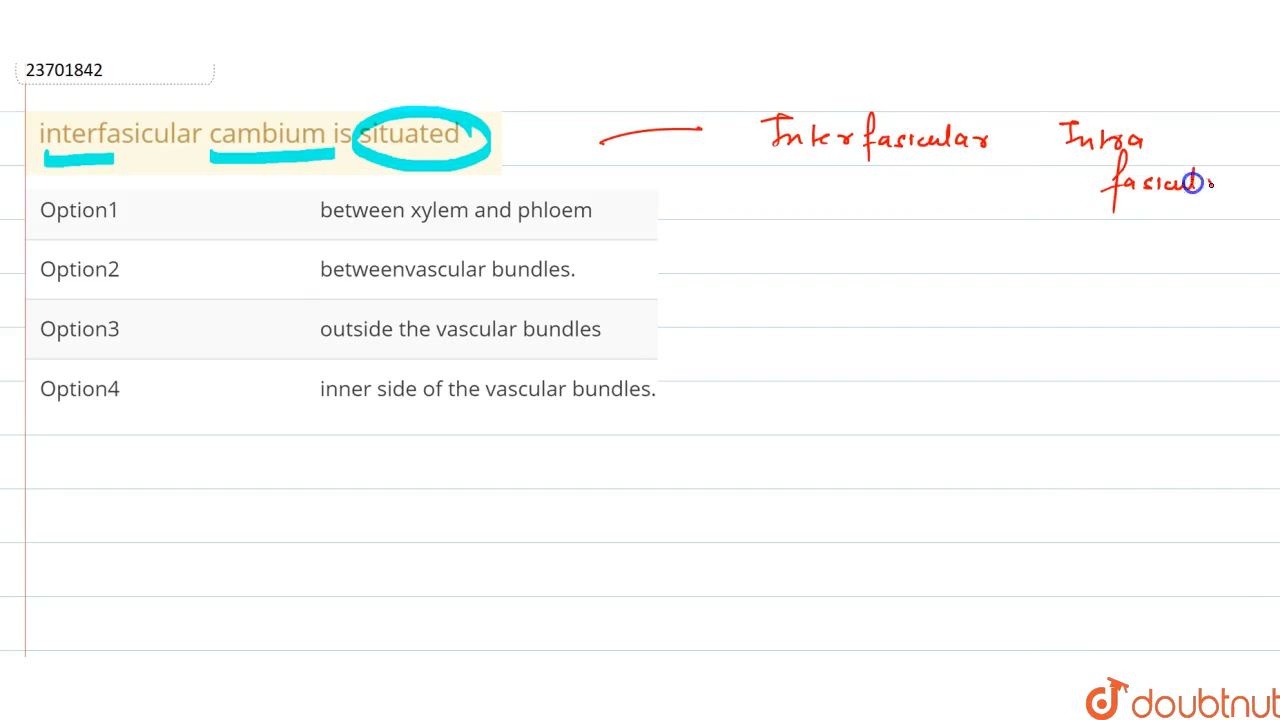 23701842
interfasicular cambium is situated
Interfasicular Intra
fasicul
Option1 between xylem and phloem
Option2 betweenvascular bundles.
Option3 outside the vascular bundles
Option4 inner side of the vascular bundles.
doubtnut